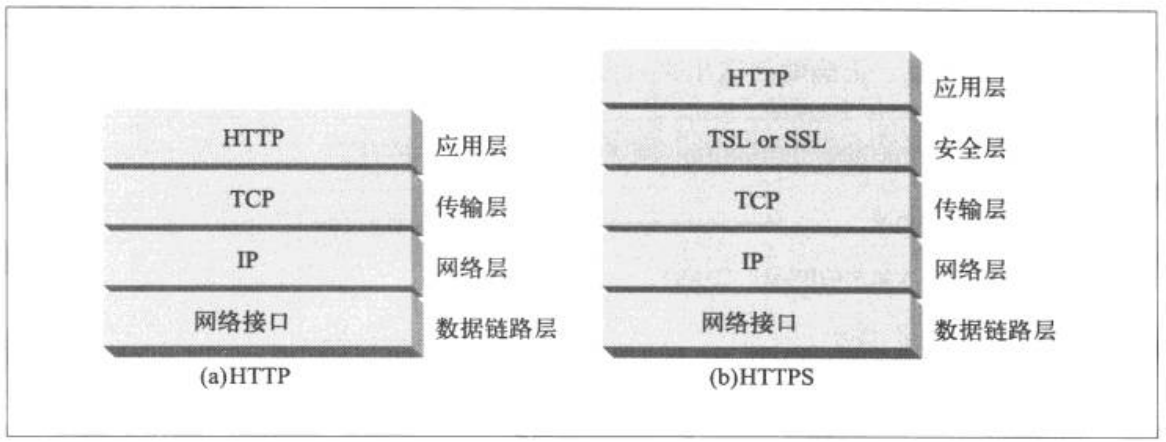 HTTP 应用层
TCP 传输层
IP 网络层
网络接口 数据链路层
(a)HTTP
HTTP 应用层
TSL or SSL 安全层
TCP 传输层
IP 网络层
网络接口 数据链路层
(b)HTTPS